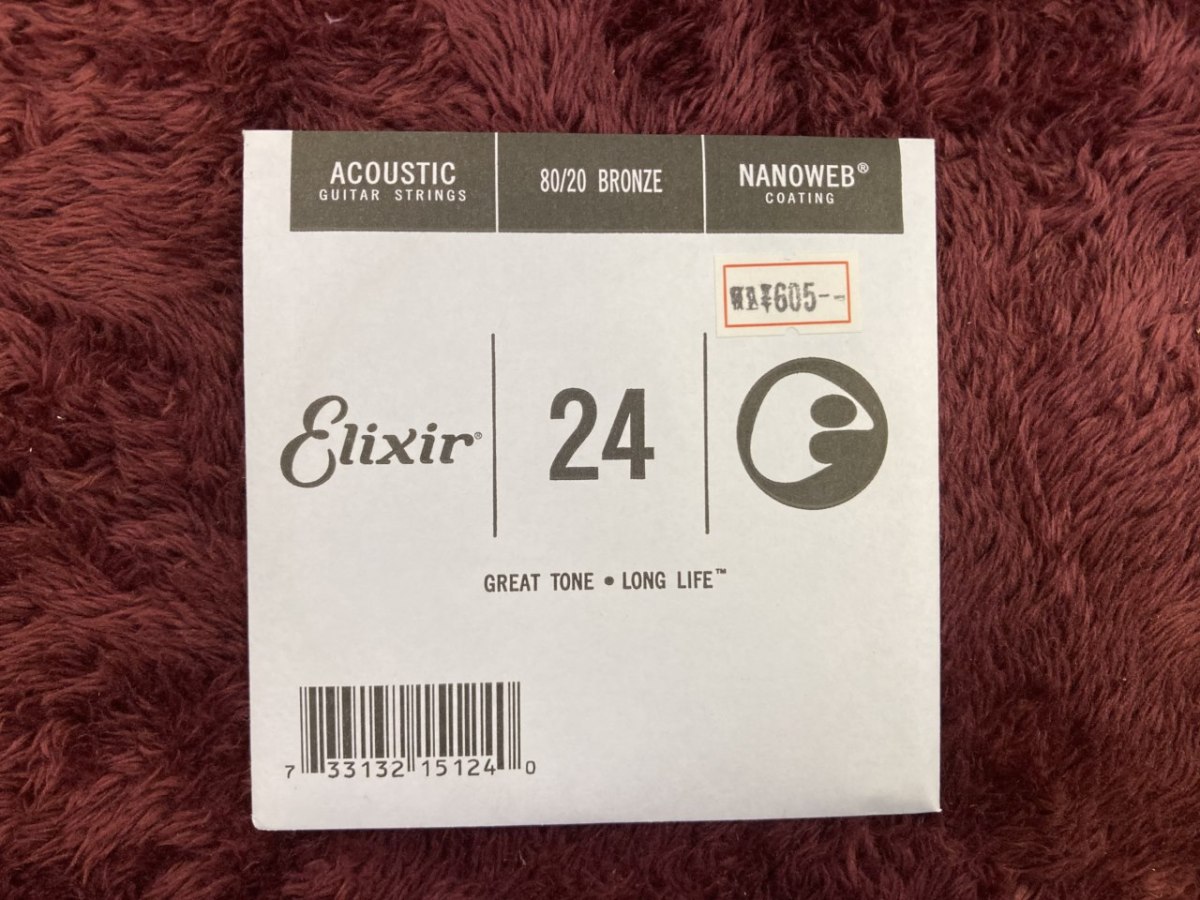 ACOUSTIC
GUITAR STRINGS
80/20 BRONZE
NANOWEB®
COATING
¥605--
Elixir®
24
GREAT TONE • LONG LIFE™
7 33132 15124 0